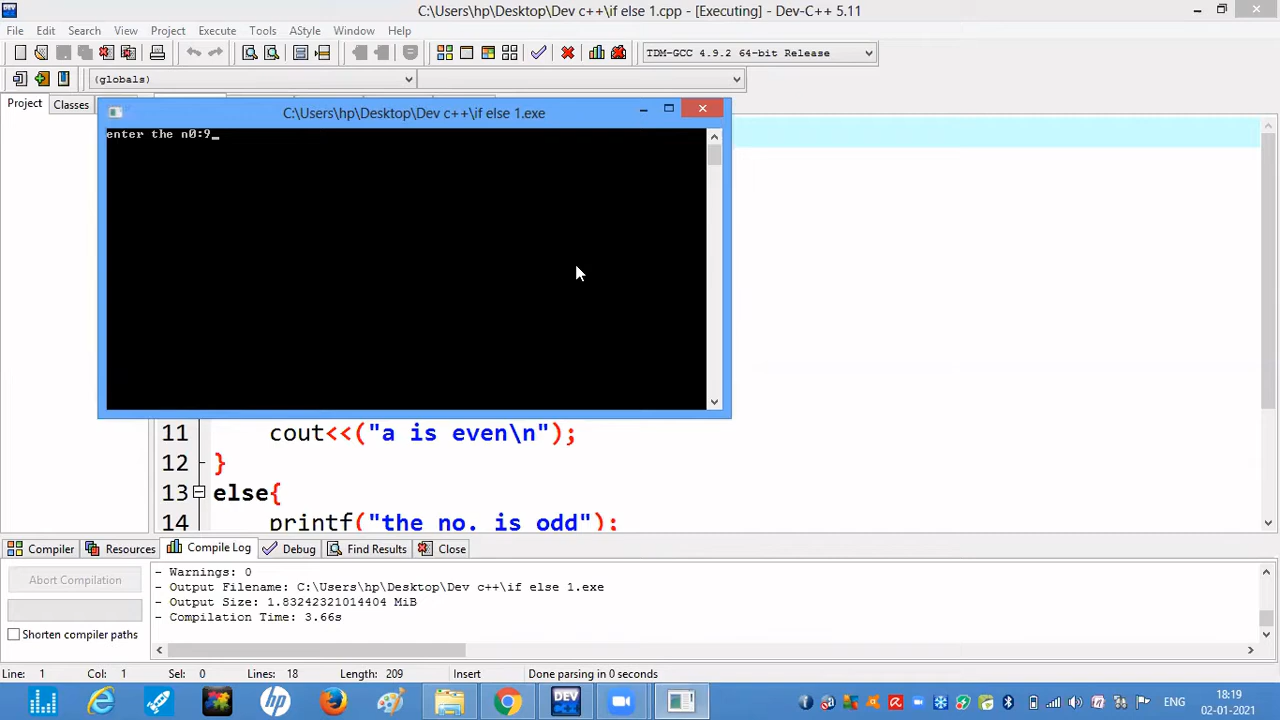 C:\Users\hp\Desktop\Dev c++\if else 1.cpp - [Executing] - Dev-C++ 5.11
File Edit Search View Project Execute Tools AStyle Window Help
TDM-GCC 4.9.2 64-bit Release
(globals)
Project Classes
C:\Users\hp\Desktop\Dev c++\if else 1.exe
enter the n0:9_
11 cout<<("a is even\n");
12 }
13 else{
14 printf("the no. is odd");
Compiler Resources Compile Log Debug Find Results Close
Abort Compilation
Shorten compiler paths
- Warnings: 0
- Output Filename: C:\Users\hp\Desktop\Dev c++\if else 1.exe
- Output Size: 1.83242321014404 MiB
- Compilation Time: 3.66s
Line: 1 Col: 1 Sel: 0 Lines: 18 Length: 209 Insert Done parsing in 0 seconds
DEV
ENG
18:19
02-01-2021